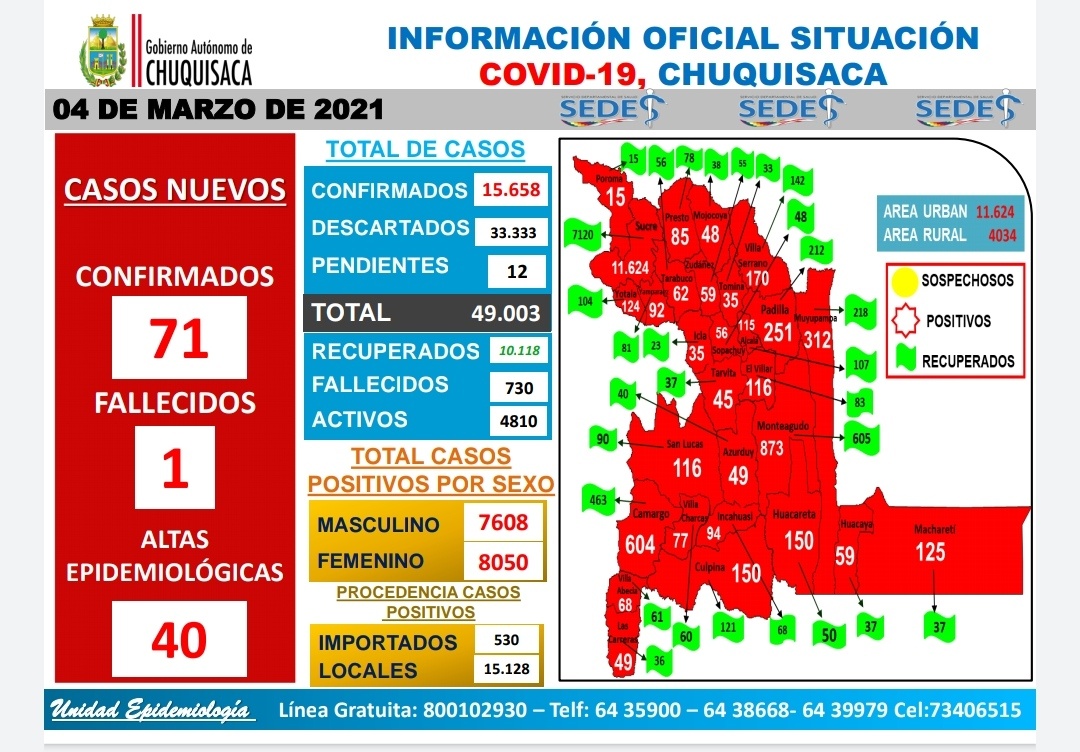 Gobierno Autónomo de
CHUQUISACA
INFORMACIÓN OFICIAL SITUACIÓN
COVID-19, CHUQUISACA
04 DE MARZO DE 2021
SEDES
SEDES
SEDES
CASOS NUEVOS
CONFIRMADOS
71
FALLECIDOS
1
ALTAS
EPIDEMIOLÓGICAS
40
TOTAL DE CASOS
CONFIRMADOS 15.658
DESCARTADOS 33.333
PENDIENTES 12
TOTAL 49.003
RECUPERADOS 10.118
FALLECIDOS 730
ACTIVOS 4810
TOTAL CASOS
POSITIVOS POR SEXO
MASCULINO 7608
FEMENINO 8050
PROCEDENCIA CASOS
POSITIVOS
IMPORTADOS 530
LOCALES 15.128
15 56 78 38 55 33 142
48
212
7120
104
81 23
218
107
83
605
37
40
90
463
61
60
121
68
50
37
37
36
Poroma
15
Sucre
11.624
Presto
85
Mojocoya
48
Villa
Serrano
170
Yotala
124
92
Tarabuco
62
Zudáñez
59
Tomina
35
Padilla
251
Muyupampa
312
Icla
35
56
Sopachuy
115
Alcalá
Tarvita
45
El Villar
116
Monteagudo
873
San Lucas
116
Azurduy
49
Camargo
604
Villa
Charcas
77
Incahuasi
94
Huacareta
150
Huacaya
59
Machareti
125
Culpina
150
Villa
Abecia
68
Las
Carreras
49
AREA URBAN 11.624
AREA RURAL 4034
SOSPECHOSOS
POSITIVOS
RECUPERADOS
Unidad Epidemiología Línea Gratuita: 800102930 – Telf: 64 35900 – 64 38668- 64 39979 Cel:73406515